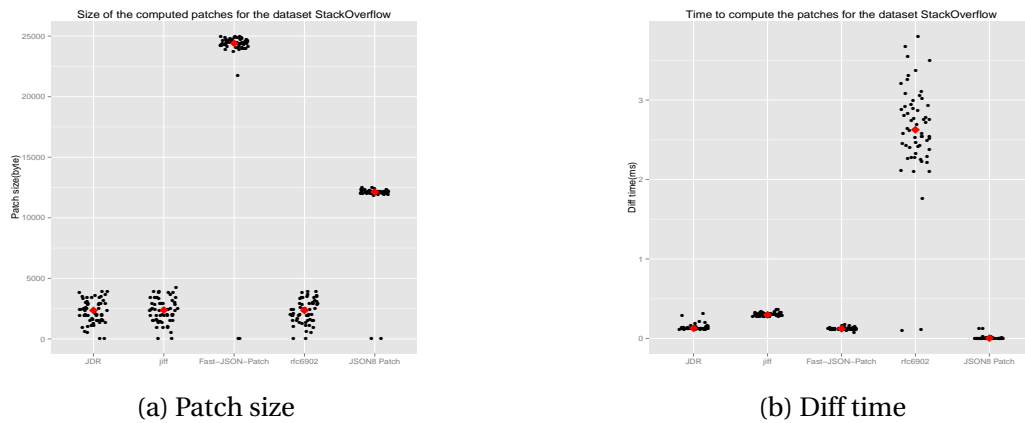 Size of the computed patches for the dataset StackOverflow
Patch size(byte)
25000
20000
15000
10000
5000
0
JDR
jiff
Fast−JSON−Patch
rfc6902
JSON8 Patch
(a) Patch size
Time to compute the patches for the dataset StackOverflow
Diff time(ms)
3
2
1
0
JDR
jiff
Fast−JSON−Patch
rfc6902
JSON8 Patch
(b) Diff time